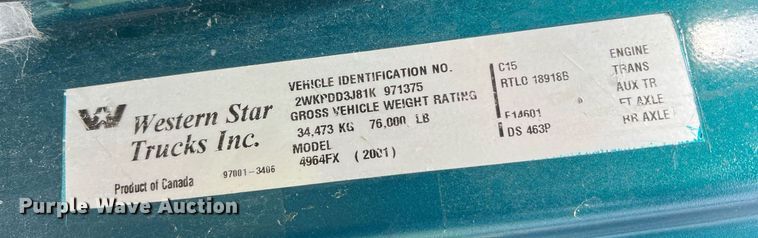 Western Star
Trucks Inc.
Product of Canada
97001-3406
VEHICLE IDENTIFICATION NO.
2WKPDD3J81K 971375
GROSS VEHICLE WEIGHT RATING
34,473 KG 76,000 LB
MODEL
4964FX (2001)
C15 ENGINE
RTLO 18918B TRANS
AUX TR
F14601 FT AXLE
DS 463P RR AXLE
Purple Wave Auction